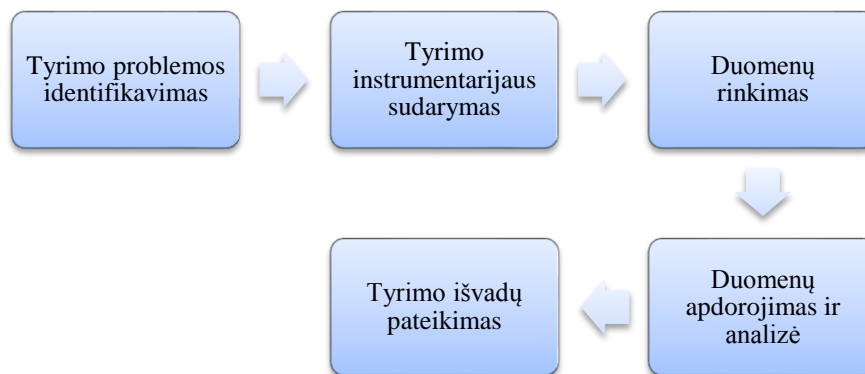 Tyrimo problemos
identifikavimas
Tyrimo
instrumentarijaus
sudarymas
Duomenų
rinkimas
Duomenų
apdorojimas ir
analizė
Tyrimo išvadų
pateikimas